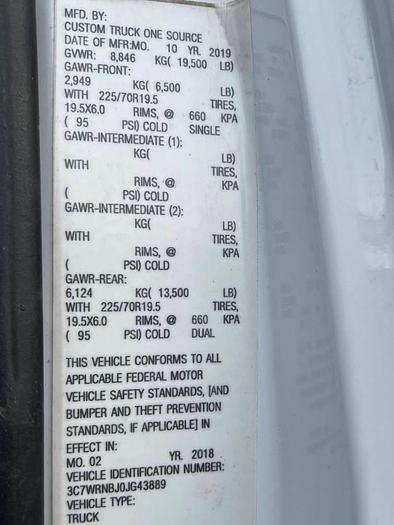 MFD. BY:
CUSTOM TRUCK ONE SOURCE
DATE OF MFR:MO. 10 YR. 2019
GVWR: 8,846 KG( 19,500 LB)
GAWR-FRONT:
2,949 KG( 6,500 LB)
WITH 225/70R19.5 TIRES,
19.5X6.0 RIMS, @ 660 KPA
( 95 PSI) COLD SINGLE
GAWR-INTERMEDIATE (1):
KG( LB)
WITH TIRES,
RIMS, @ KPA
( PSI) COLD
GAWR-INTERMEDIATE (2):
KG( LB)
WITH TIRES,
RIMS, @ KPA
( PSI) COLD
GAWR-REAR:
6,124 KG( 13,500 LB)
WITH 225/70R19.5 TIRES,
19.5X6.0 RIMS, @ 660 KPA
( 95 PSI) COLD DUAL
THIS VEHICLE CONFORMS TO ALL
APPLICABLE FEDERAL MOTOR
VEHICLE SAFETY STANDARDS, [AND
BUMPER AND THEFT PREVENTION
STANDARDS, IF APPLICABLE] IN
EFFECT IN:
MO. 02 YR. 2018
VEHICLE IDENTIFICATION NUMBER:
3C7WRNBJ0JG43889
VEHICLE TYPE:
TRUCK